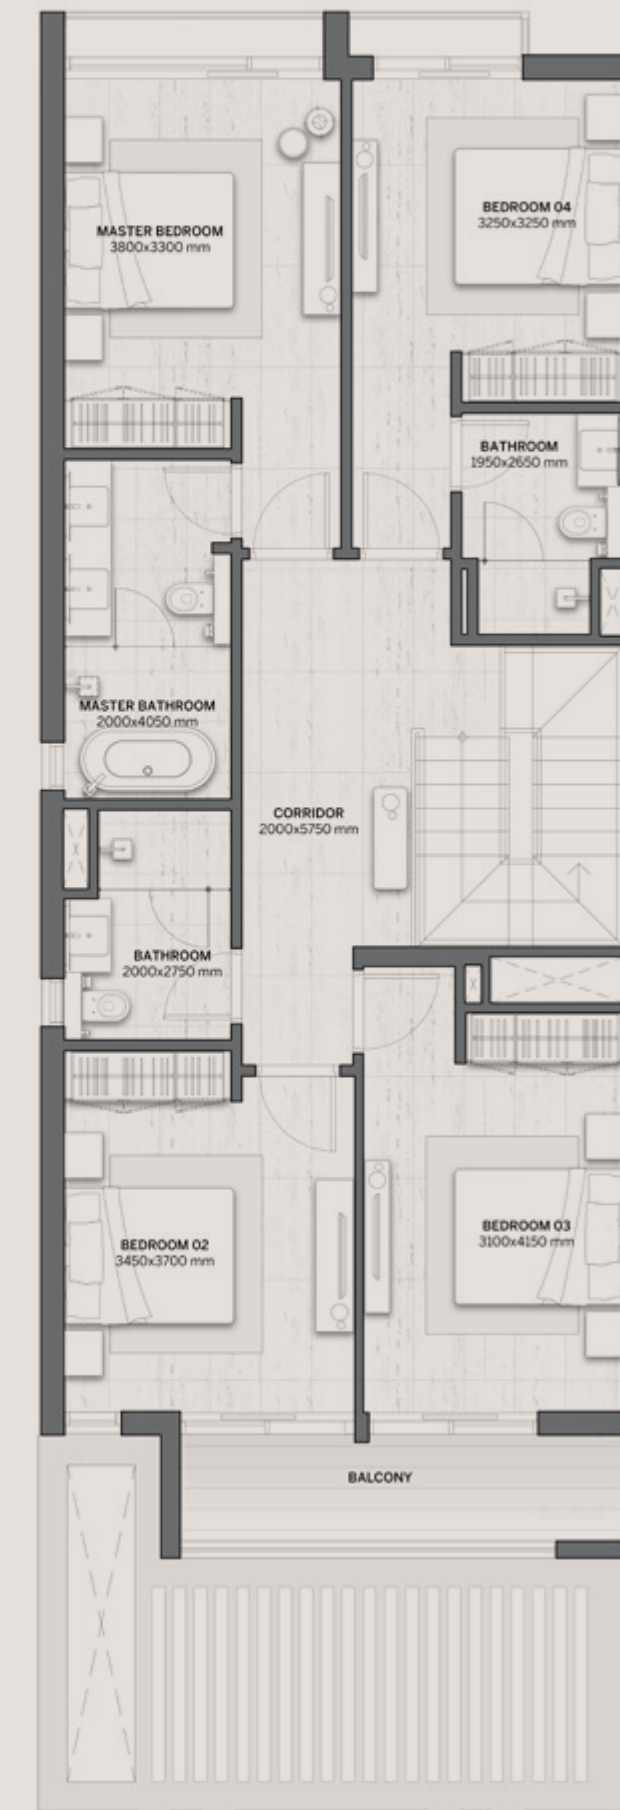 MASTER BEDROOM
3800x3300 mm
BEDROOM 04
3250x3250 mm
BATHROOM
1950x2650 mm
MASTER BATHROOM
2000x4050 mm
CORRIDOR
2000x5750 mm
BATHROOM
2000x2750 mm
BEDROOM 02
3450x3700 mm
BEDROOM 03
3100x4150 mm
BALCONY